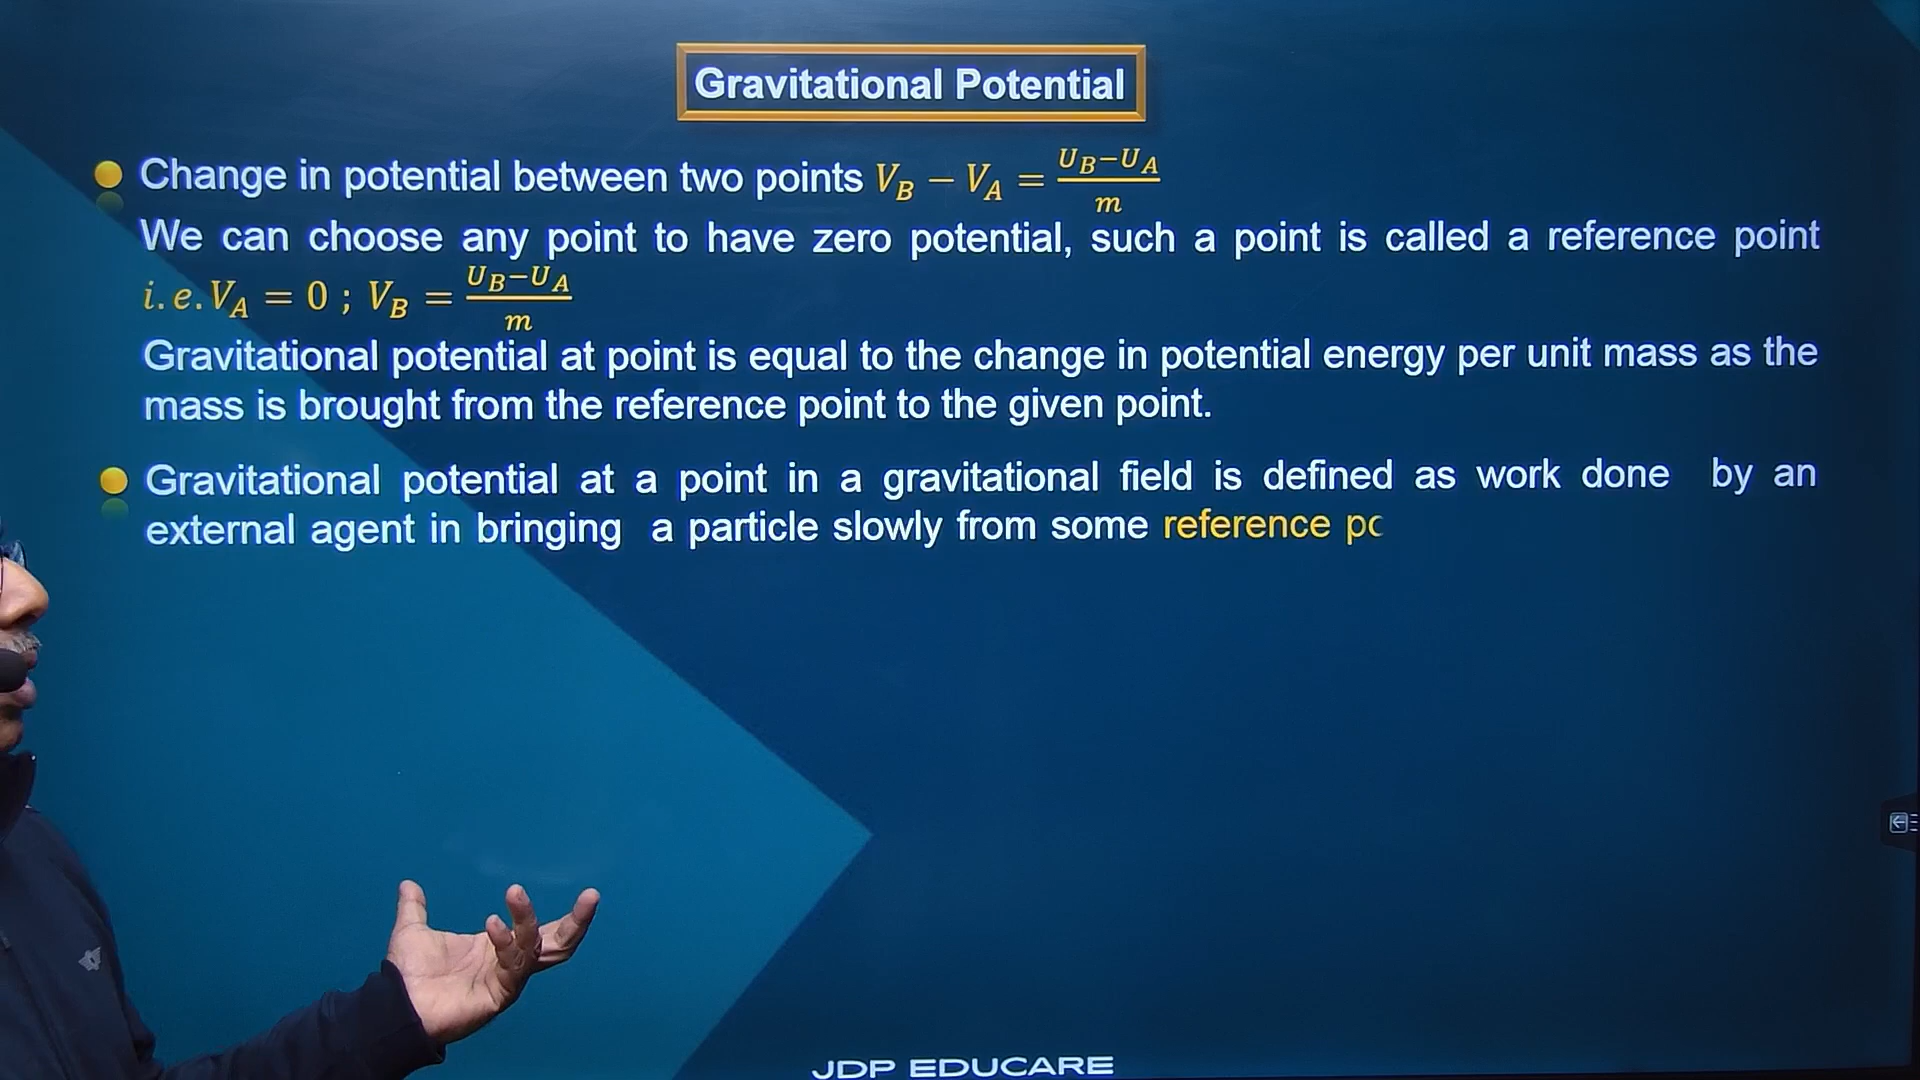 Gravitational Potential
Change in potential between two points V_B − V_A = (U_B−U_A)/m
We can choose any point to have zero potential, such a point is called a reference point
i.e. V_A = 0 ; V_B = (U_B−U_A)/m
Gravitational potential at point is equal to the change in potential energy per unit mass as the
mass is brought from the reference point to the given point.
Gravitational potential at a point in a gravitational field is defined as work done by an
external agent in bringing a particle slowly from some reference
JDP EDUCARE